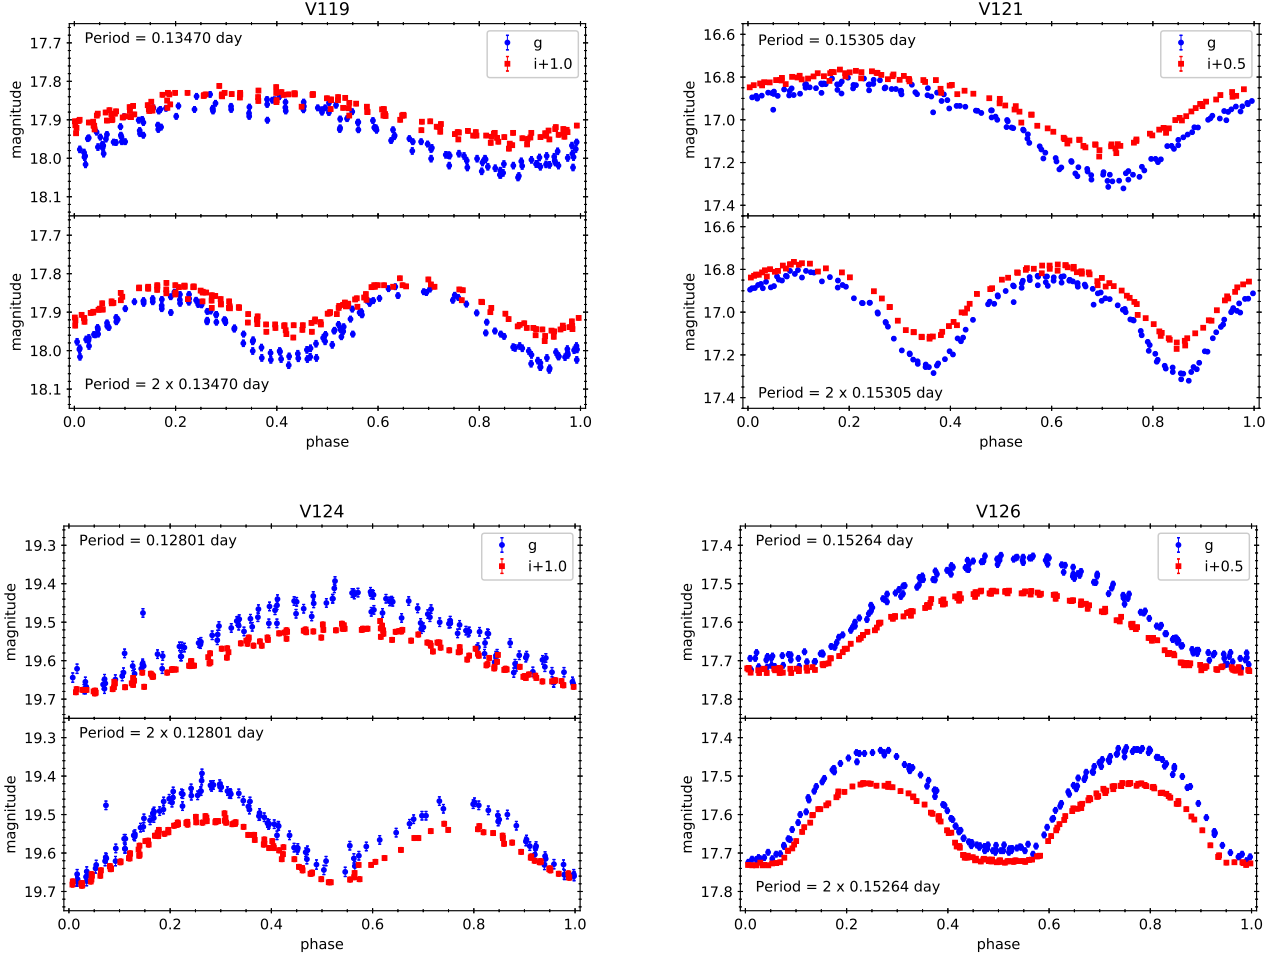 V119
Period = 0.13470 day
g
i+1.0
17.7
17.8
17.9
18.0
18.1
magnitude
17.7
17.8
17.9
18.0
18.1
magnitude
Period = 2 x 0.13470 day
0.0 0.2 0.4 0.6 0.8 1.0
phase
V121
Period = 0.15305 day
g
i+0.5
16.6
16.8
17.0
17.2
17.4
magnitude
16.6
16.8
17.0
17.2
17.4
magnitude
Period = 2 x 0.15305 day
0.0 0.2 0.4 0.6 0.8 1.0
phase
V124
Period = 0.12801 day
g
i+1.0
19.3
19.4
19.5
19.6
19.7
magnitude
Period = 2 x 0.12801 day
19.3
19.4
19.5
19.6
19.7
magnitude
0.0 0.2 0.4 0.6 0.8 1.0
phase
V126
Period = 0.15264 day
g
i+0.5
17.4
17.5
17.6
17.7
17.8
magnitude
17.4
17.5
17.6
17.7
17.8
magnitude
Period = 2 x 0.15264 day
0.0 0.2 0.4 0.6 0.8 1.0
phase